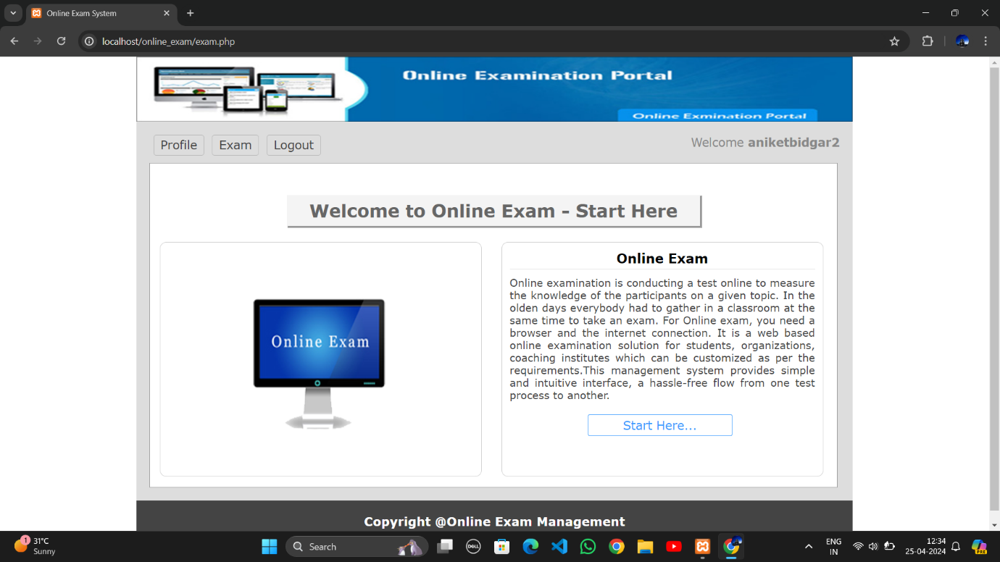 Online Exam System
localhost/online_exam/exam.php
Online Examination Portal
Online Exmination Portal
Profile
Exam
Logout
Welcome aniketbidgar2
Welcome to Online Exam - Start Here
Online Exam
Online Exam
Online examination is conducting a test online to measure
the knowledge of the participants on a given topic. In the
olden days everybody had to gather in a classroom at the
same time to take an exam. For Online exam, you need a
browser and the internet connection. It is a web based
online examination solution for students, organizations,
coaching institutes which can be customized as per the
requirements.This management system provides simple
and intuitive interface, a hassle-free flow from one test
process to another.
Start Here...
Copyright @Online Exam Management
1
31°C
Sunny
Search
DELL
ENG
IN
12:34
25-04-2024
PRE